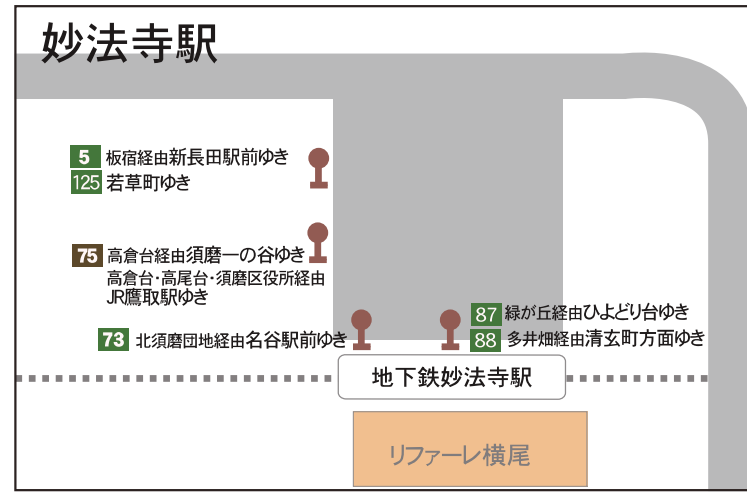 妙法寺駅
5 板宿経由新長田駅前ゆき
125 若草町ゆき
75 高倉台経由須磨一の谷ゆき
高倉台・高尾台・須磨区役所経由
JR鷹取駅ゆき
73 北須磨団地経由名谷駅前ゆき
87 緑が丘経由ひよどり台ゆき
88 多井畑経由清玄町方面ゆき
地下鉄妙法寺駅
リファーレ横尾